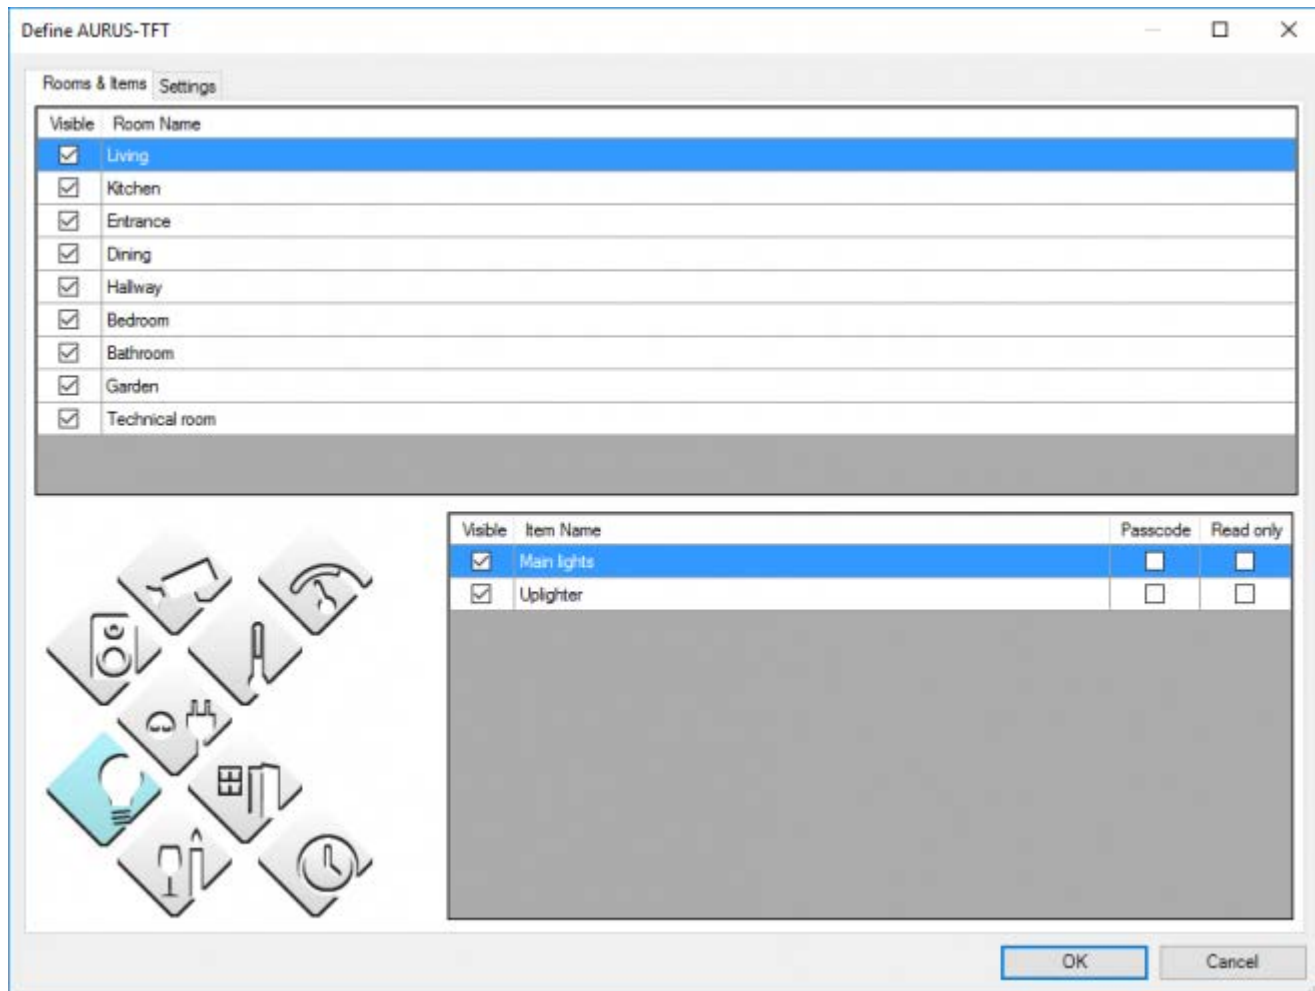 Define AURUS-TFT
Rooms & Items Settings
Visible Room Name
Living
Kitchen
Entrance
Dining
Hallway
Bedroom
Bathroom
Garden
Technical room
Visible Item Name Passcode Read only
Main lights
Uplighter
OK Cancel